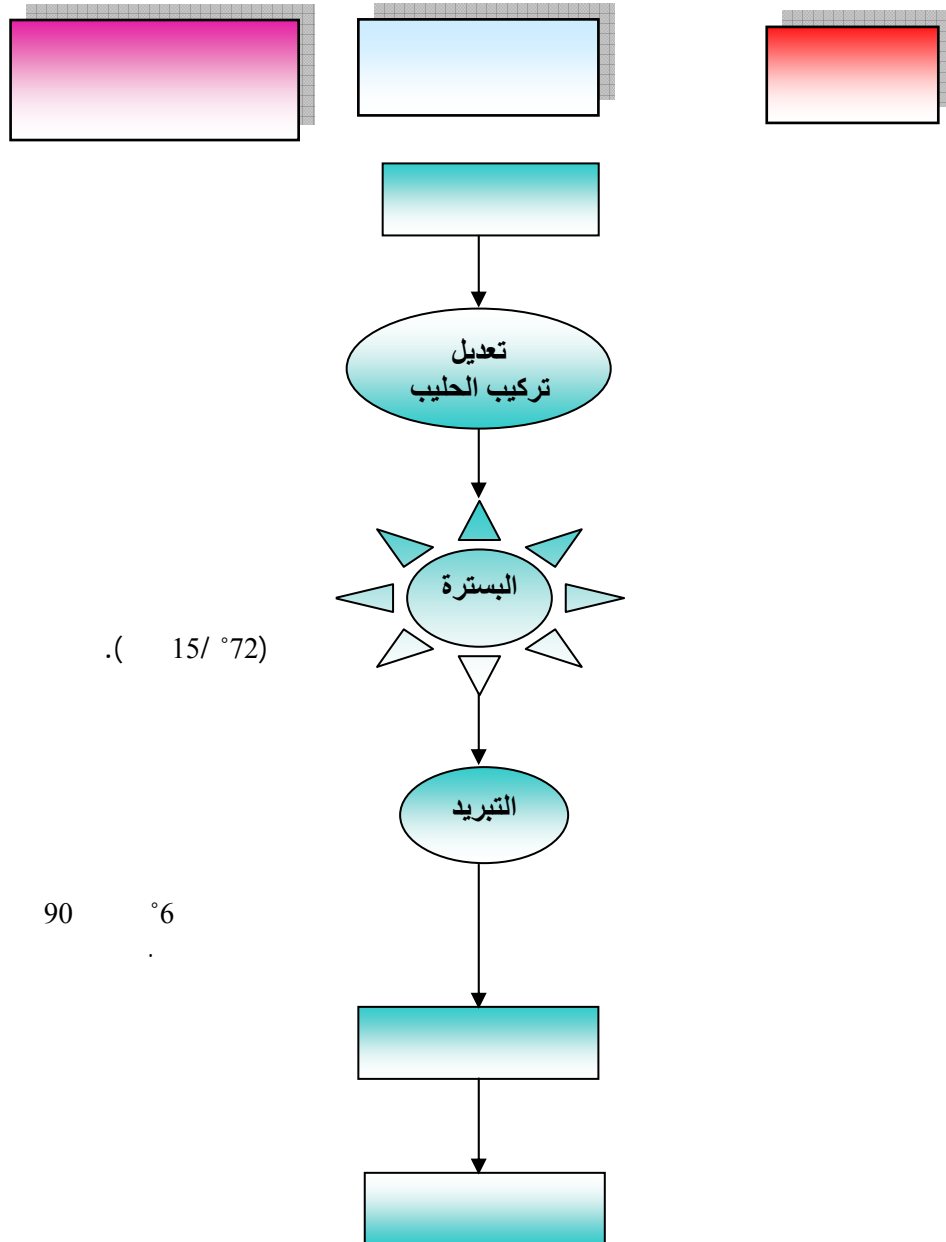 تعديل
تركيب الحليب
البسترة
(72˚ /15 ).
التبريد
6˚ 90
.